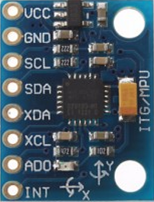 VCC
GND
SCL
SDA
XDA
XCL
ADO
INT
ITG/MPU
Y
X